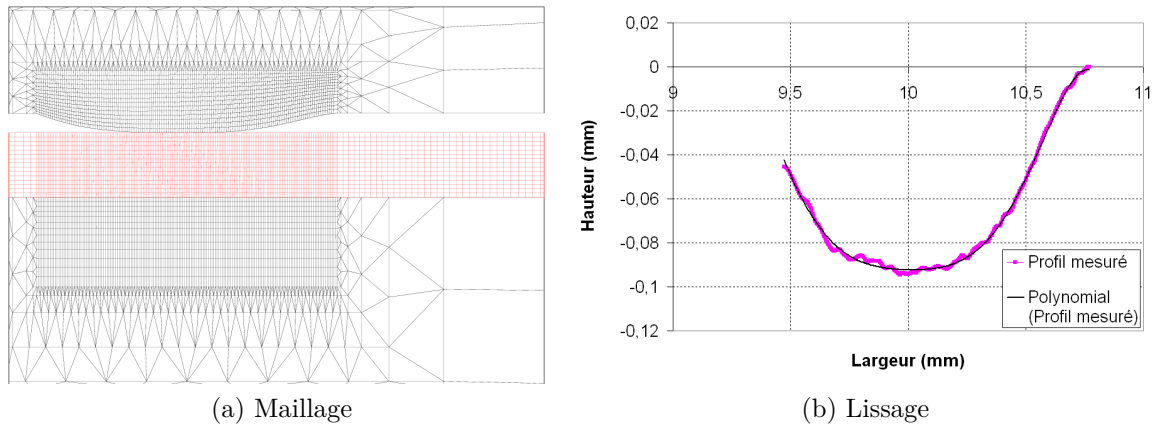 0,02
0
-0,02
-0,04
-0,06
-0,08
-0,1
-0,12
9 9,5 10 10,5 11
Hauteur (mm)
Largeur (mm)
Profil mesuré
Polynomial
(Profil mesuré)
(a) Maillage
(b) Lissage